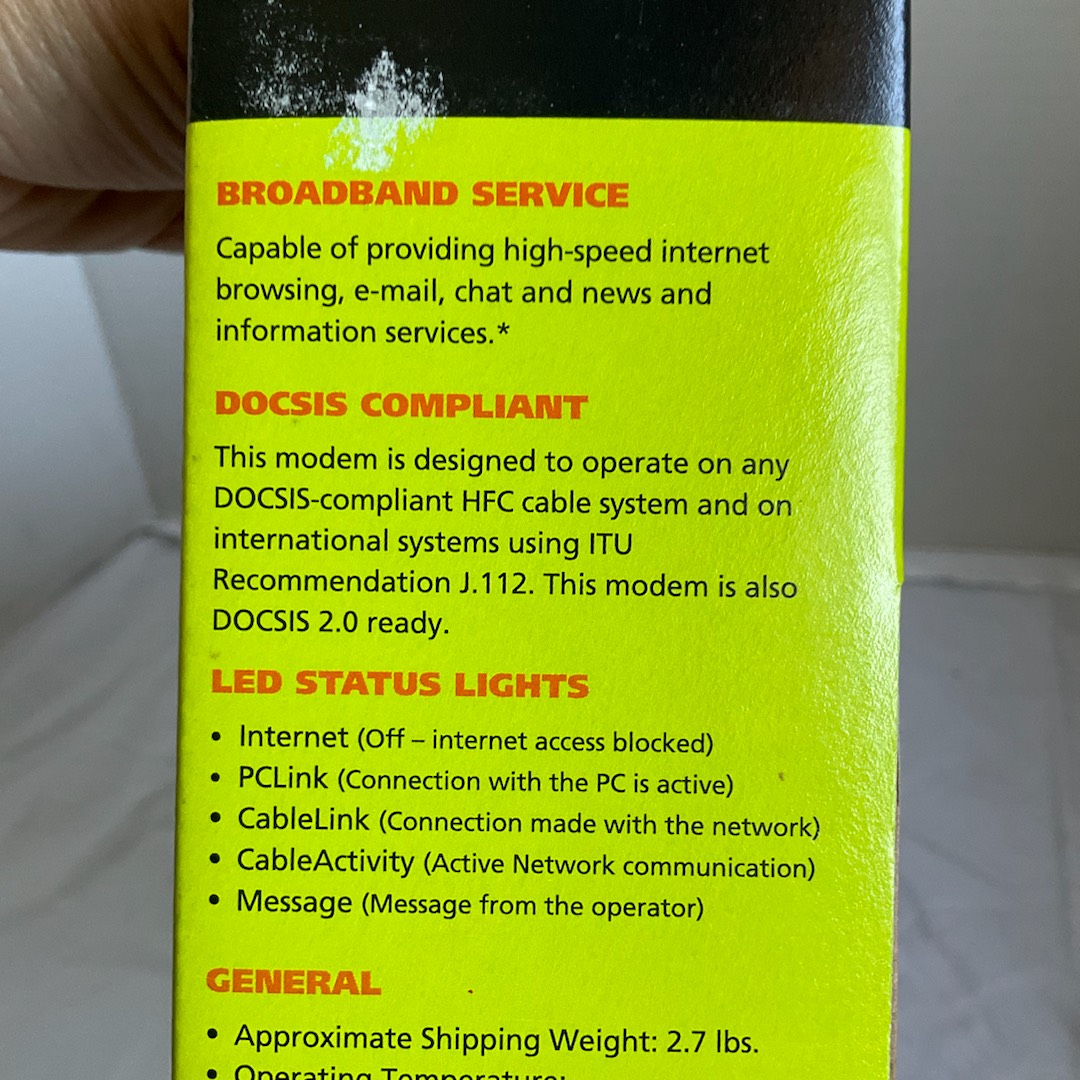 BROADBAND SERVICE
Capable of providing high-speed internet
browsing, e-mail, chat and news and
information services.*
DOCSIS COMPLIANT
This modem is designed to operate on any
DOCSIS-compliant HFC cable system and on
international systems using ITU
Recommendation J.112. This modem is also
DOCSIS 2.0 ready.
LED STATUS LIGHTS
• Internet (Off – internet access blocked)
• PCLink (Connection with the PC is active)
• CableLink (Connection made with the network)
• CableActivity (Active Network communication)
• Message (Message from the operator)
GENERAL
• Approximate Shipping Weight: 2.7 lbs.
• Operating Temperature: